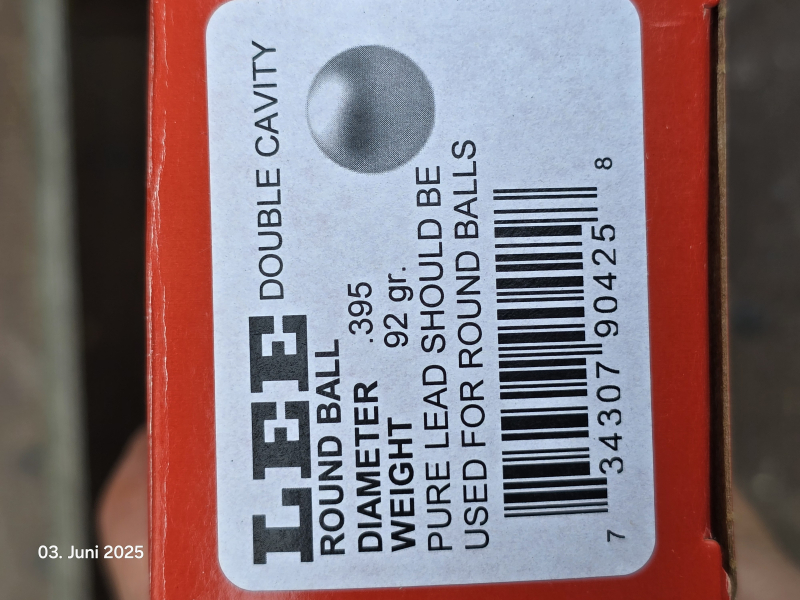 LEE DOUBLE CAVITY
ROUND BALL
DIAMETER .395
WEIGHT 92 gr.
PURE LEAD SHOULD BE
USED FOR ROUND BALLS
7 34307 90425 8
03. Juni 2025